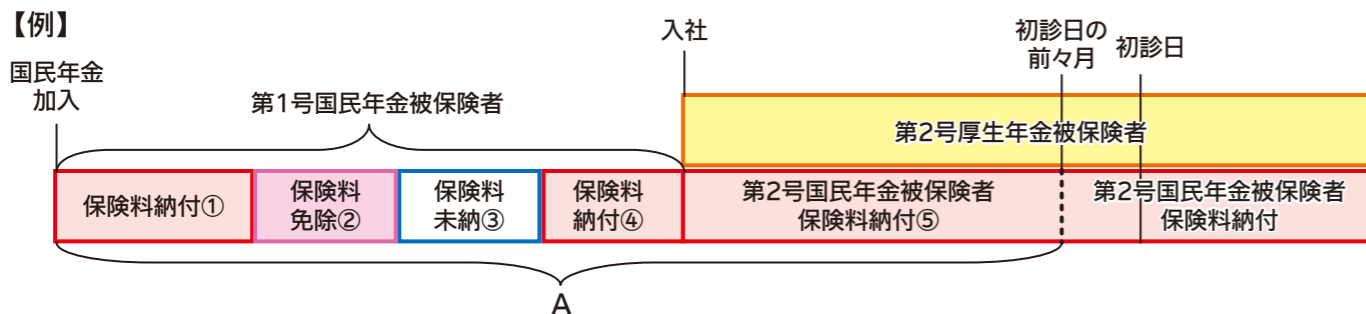 【例】
国民年金
加入
第1号国民年金被保険者
入社
初診日の
前々月
初診日
第2号厚生年金被保険者
保険料納付①
保険料
免除②
保険料
未納③
保険料
納付④
第2号国民年金被保険者
保険料納付⑤
第2号国民年金被保険者
保険料納付
A